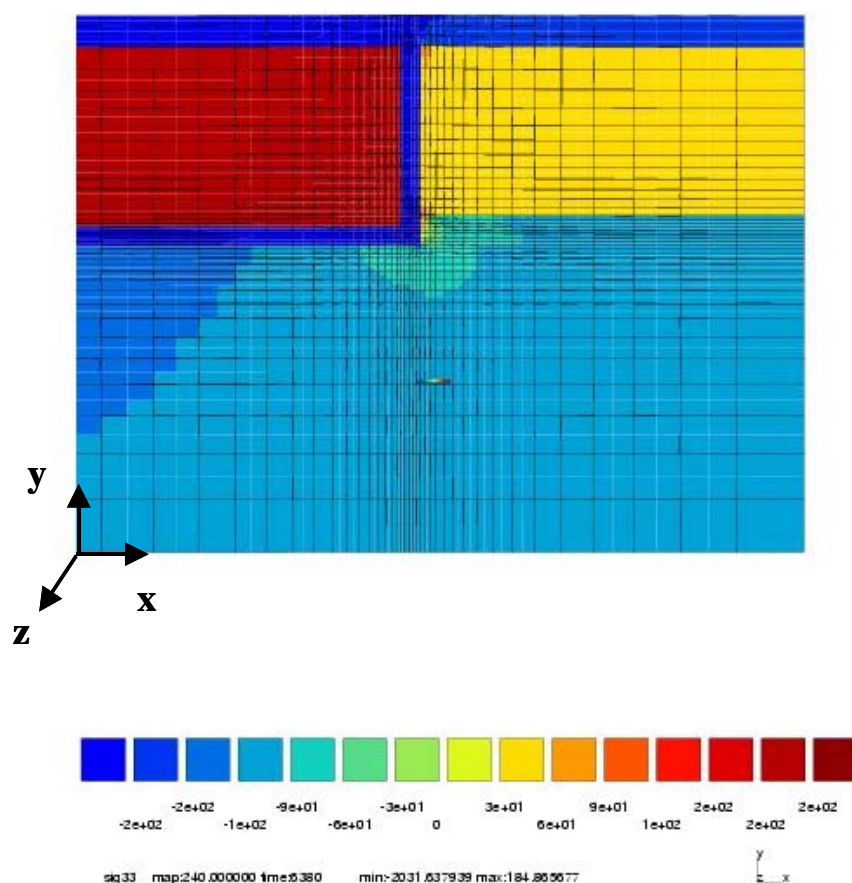 y
x
z
-2e+02 -9e+01 -3e+01 3e+01 9e+01 2e+02 2e+02
-2e+02 -1e+02 -6e+01 0 6e+01 1e+02 2e+02
sig33 map:240.000000 time:6380 min:-2031.637939 max:184.865677
y
z x